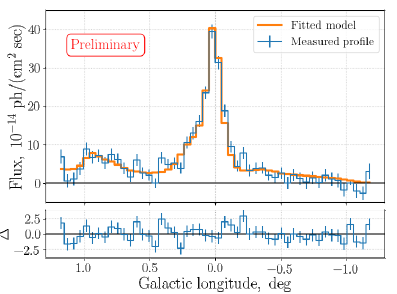 40
30
20
10
0
Flux, 10⁻¹⁴ ph/(cm² sec)
Preliminary
Fitted model
Measured profile
2.5
0.0
−2.5
Δ
1.0 0.5 0.0 −0.5 −1.0
Galactic longitude, deg